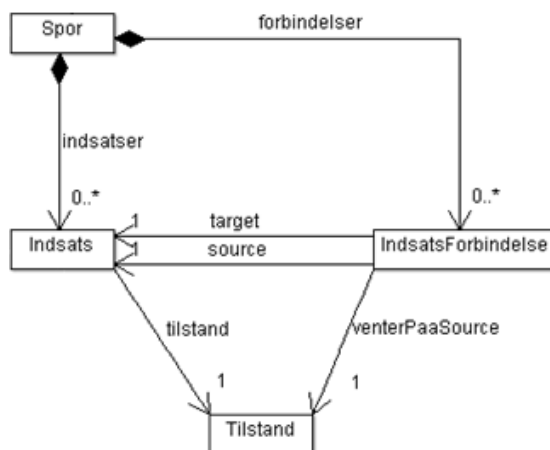 Spor
forbindelser
indsatser
0..*
0..*
Indsats
1
target
1
source
IndsatsForbindelse
tilstand
venterPaaSource
1
1
Tilstand